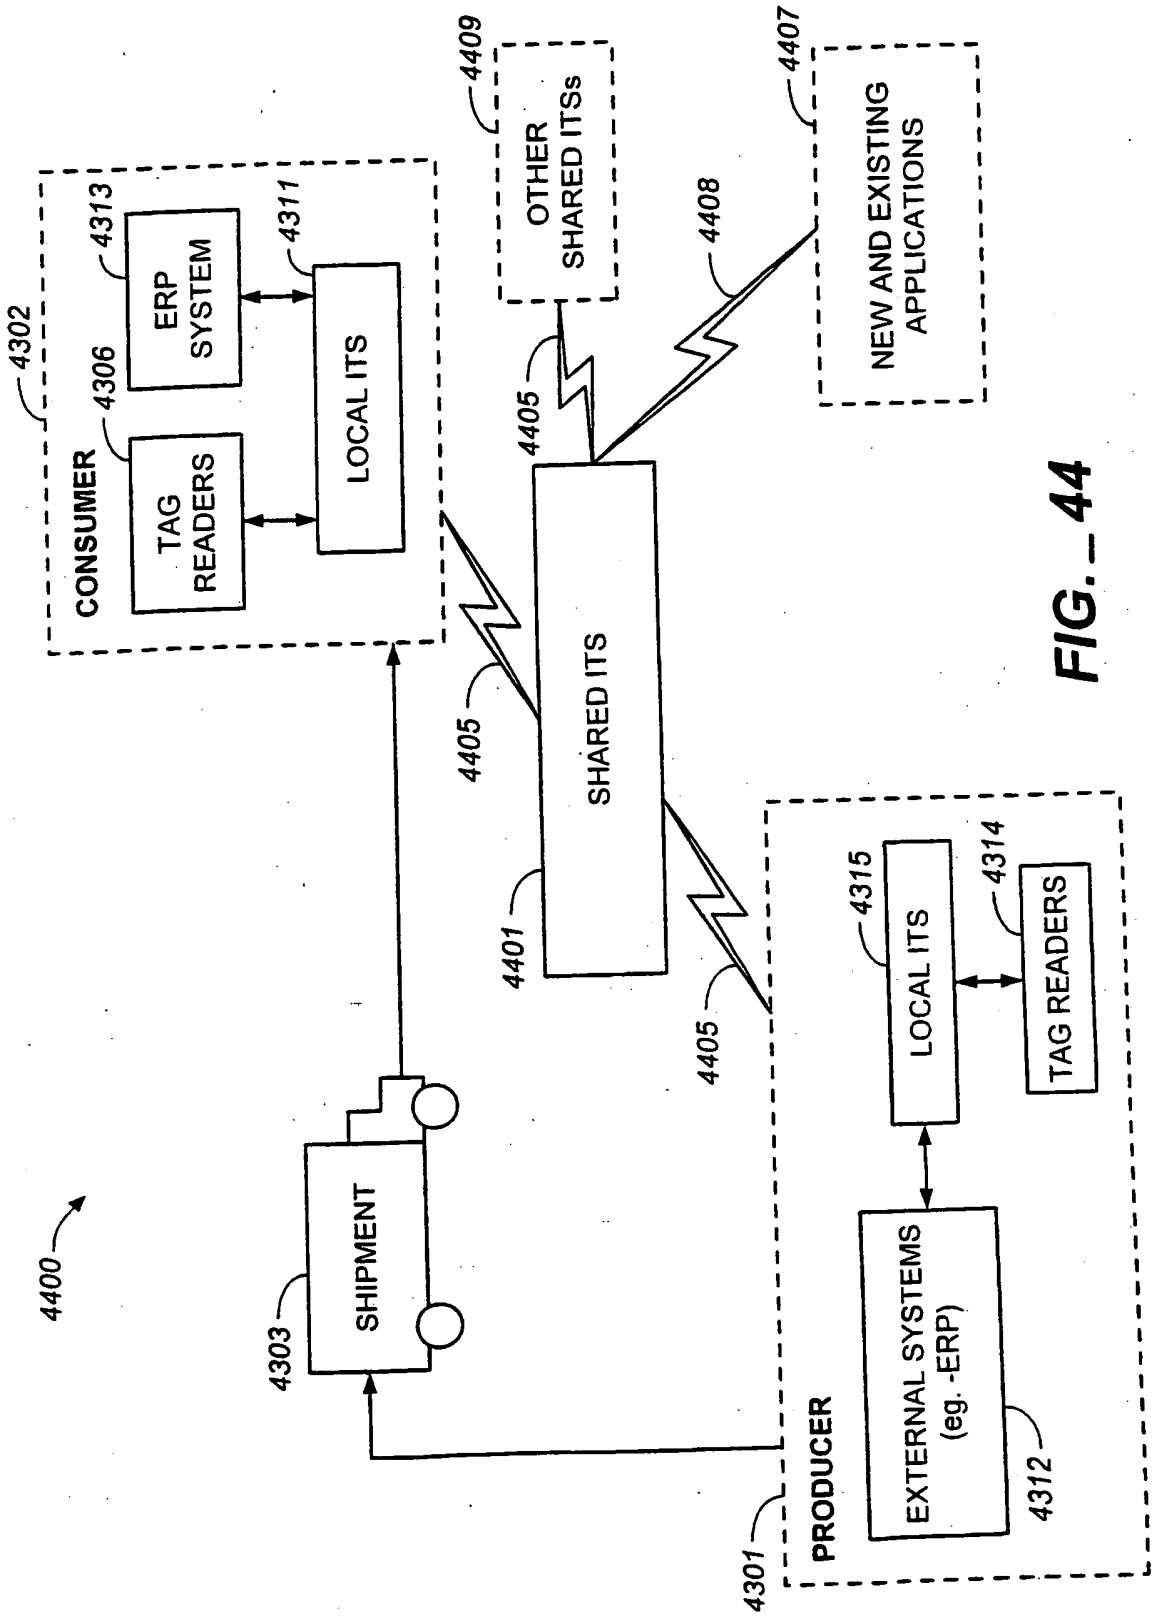 4400
4303
SHIPMENT
4302
CONSUMER
4306
TAG
READERS
4313
ERP
SYSTEM
4311
LOCAL ITS
4405
4401
SHARED ITS
4405
4409
OTHER
SHARED ITSs
4408
4407
NEW AND EXISTING
APPLICATIONS
4405
4301
PRODUCER
EXTERNAL SYSTEMS
(eg. -ERP)
4312
4315
LOCAL ITS
4314
TAG READERS
FIG._44